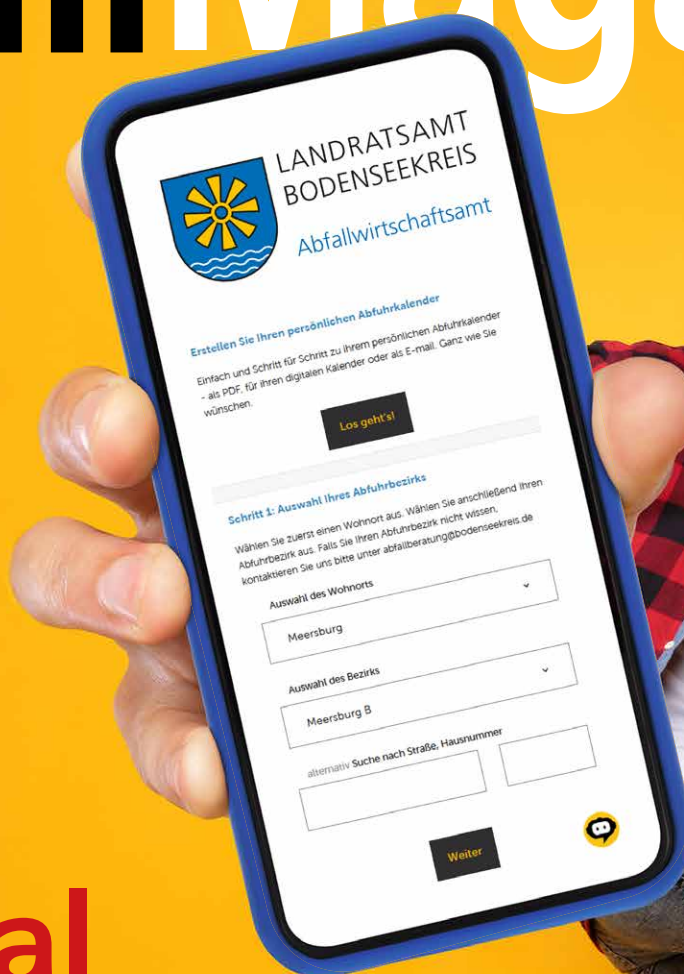 LANDRATSAMT
BODENSEEKREIS
Abfallwirtschaftsamt
Erstellen Sie Ihren persönlichen Abfuhrkalender
Einfach und Schritt für Schritt zu ihrem persönlichen Abfuhrkalender
- als PDF, für ihren digitalen Kalender oder als E-mail. Ganz wie Sie
wünschen.
Los geht's!
Schritt 1: Auswahl Ihres Abfuhrbezirks
Wählen Sie zuerst einen Wohnort aus. Wählen Sie anschließend Ihren
Abfuhrbezirk aus. Falls Sie Ihren Abfuhrbezirk nicht wissen,
kontaktieren Sie uns bitte unter abfallberatung@bodenseekreis.de
Auswahl des Wohnorts
Meersburg
Auswahl des Bezirks
Meersburg B
alternativ Suche nach Straße, Hausnummer
Weiter
al